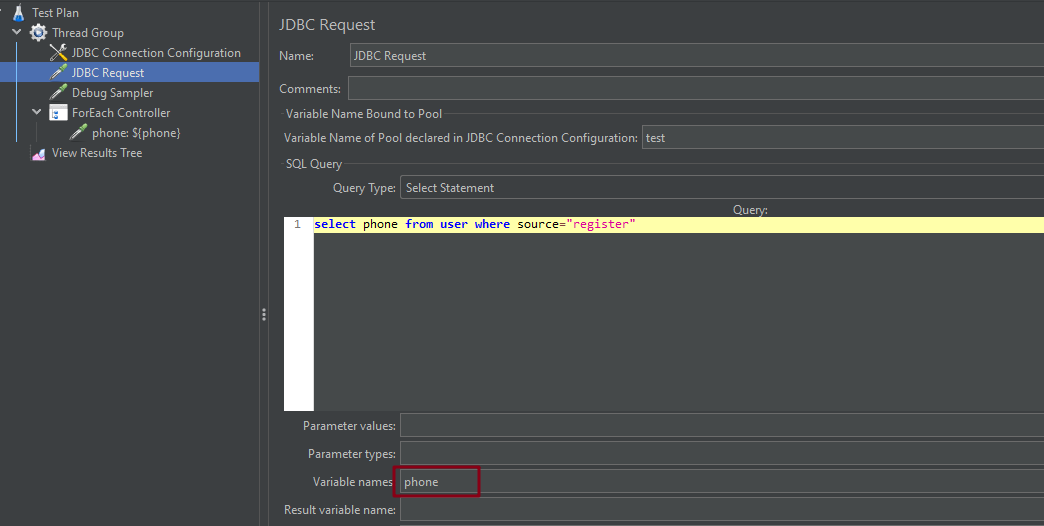 Test Plan
Thread Group
JDBC Connection Configuration
JDBC Request
Debug Sampler
ForEach Controller
phone: ${phone}
View Results Tree
JDBC Request
Name: JDBC Request
Comments:
Variable Name Bound to Pool
Variable Name of Pool declared in JDBC Connection Configuration: test
SQL Query
Query Type: Select Statement
Query:
1 select phone from user where source="register"
Parameter values:
Parameter types:
Variable names phone
Result variable name: